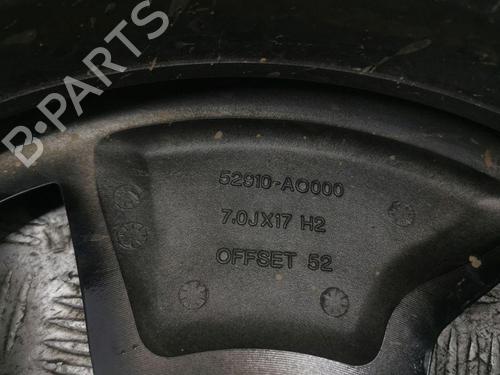 B-PARTS
52910-AO000
7.0JX17 H2
OFFSET 52